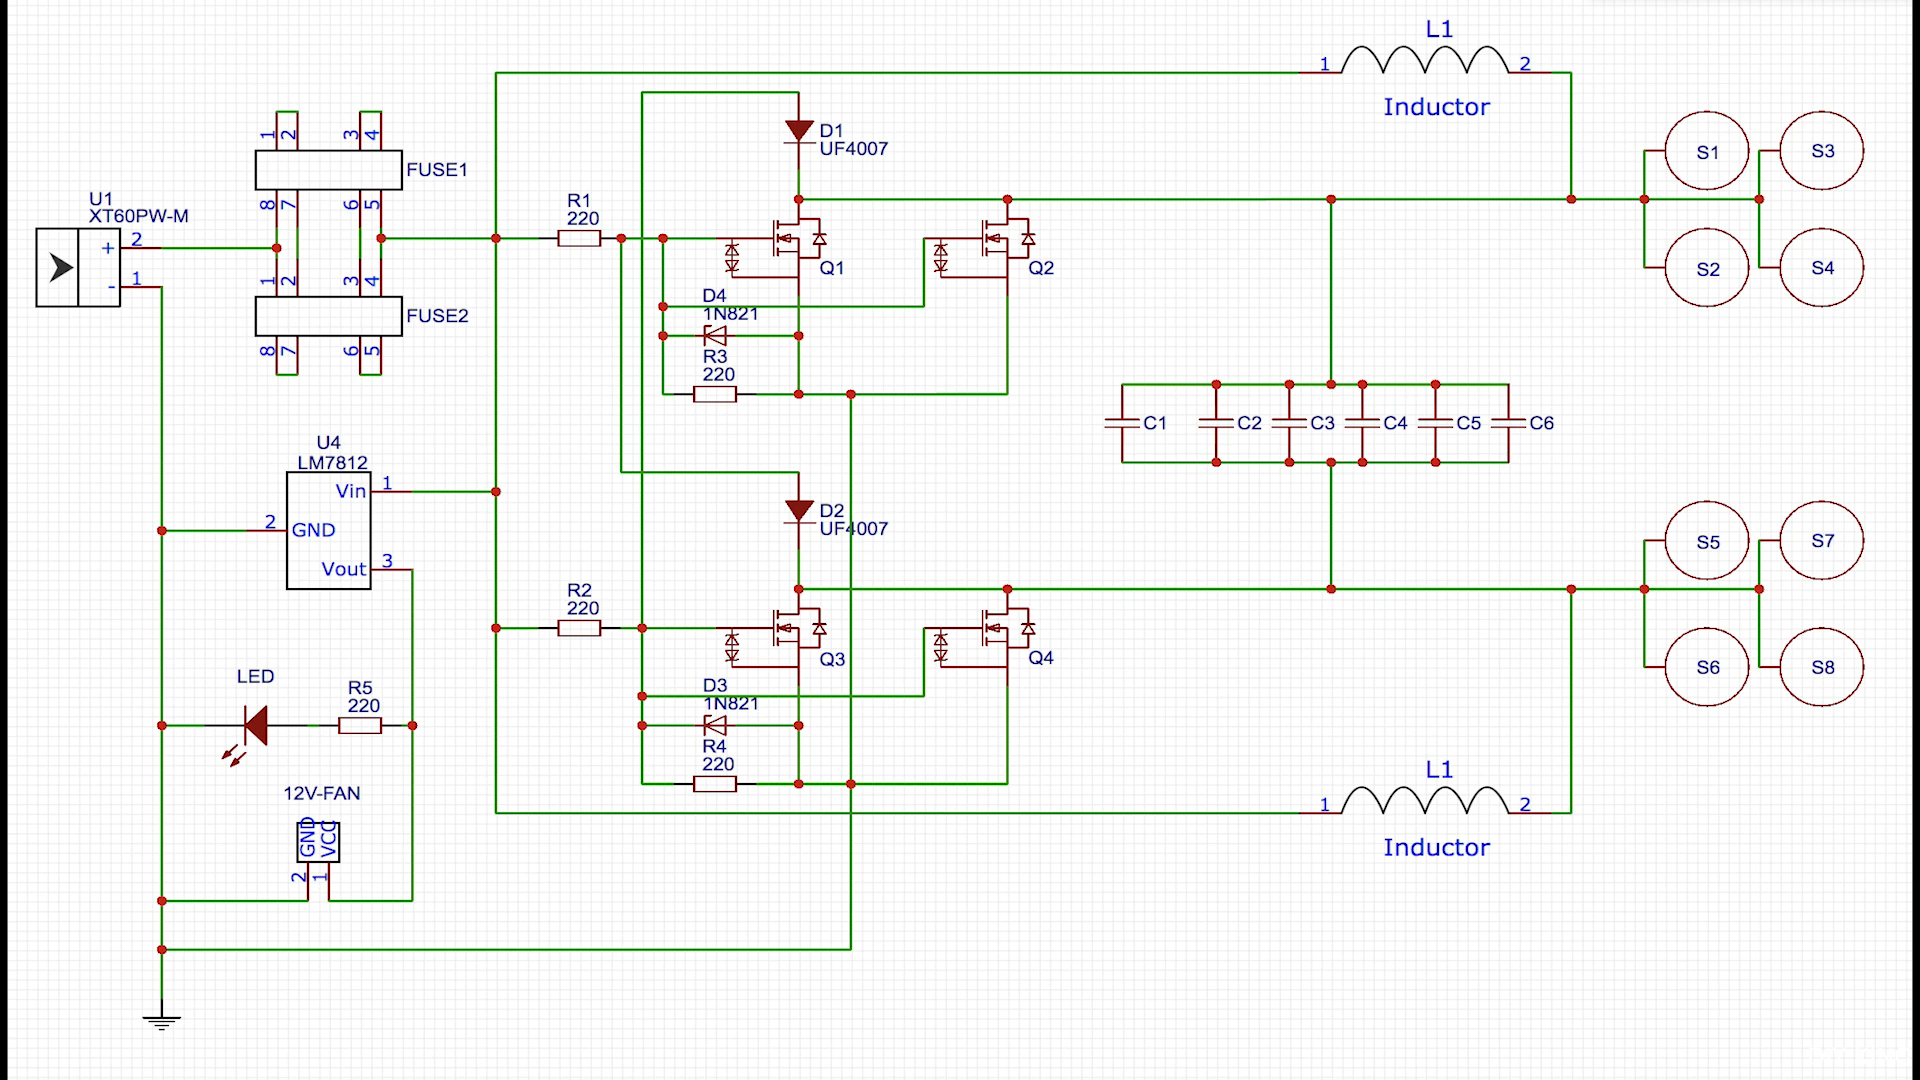 L1
1
2
Inductor
1
2
3
4
FUSE1
8
7
6
5
U1
XT60PW-M
+
2
-
1
1
2
3
4
FUSE2
8
7
6
5
R1
220
D1
UF4007
Q1
Q2
D4
1N821
R3
220
S1
S3
S2
S4
C1
C2
C3
C4
C5
C6
U4
LM7812
Vin
1
2
GND
Vout
3
D2
UF4007
R2
220
Q3
Q4
D3
1N821
R4
220
S5
S7
S6
S8
LED
R5
220
12V-FAN
GND
VCC
2
1
L1
1
2
Inductor